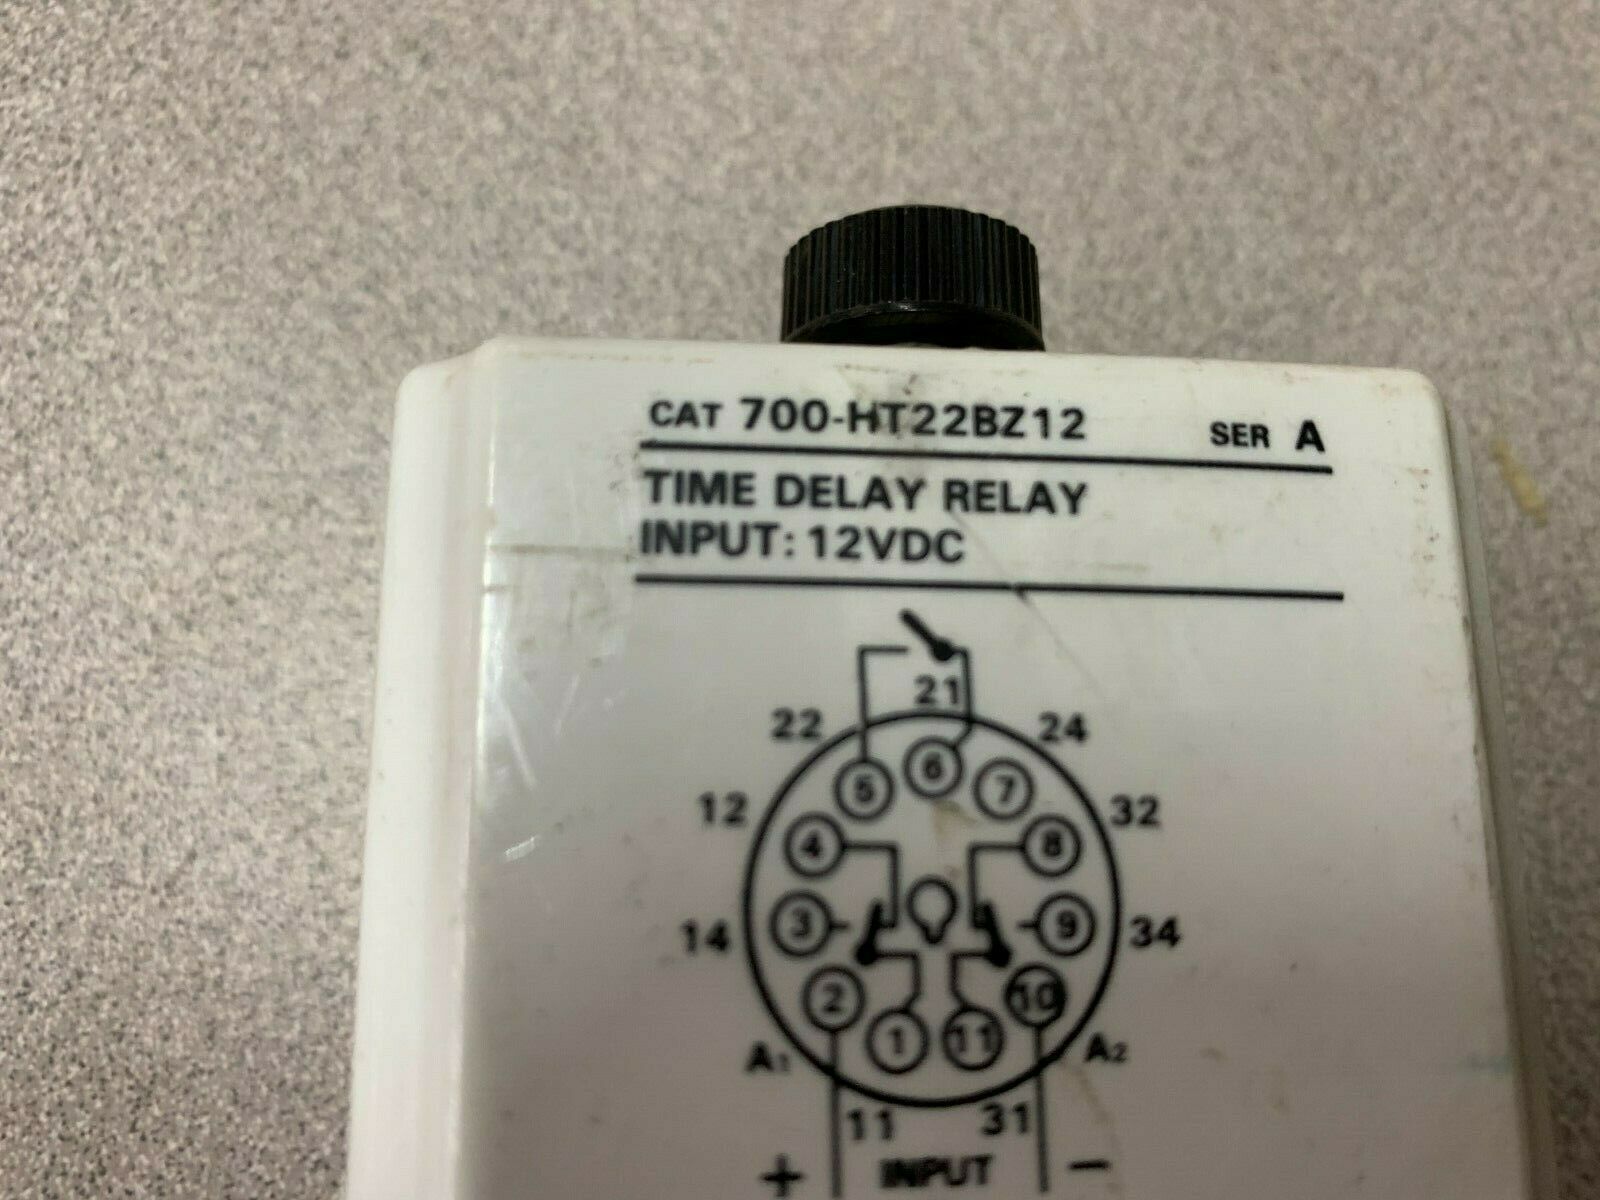 CAT 700-HT22BZ12 SER A
TIME DELAY RELAY
INPUT: 12VDC
21
22 24
5 6 7
12 32
4 8
14 3 9 34
2 10
1 11
A1 A2
11 31
+ INPUT −